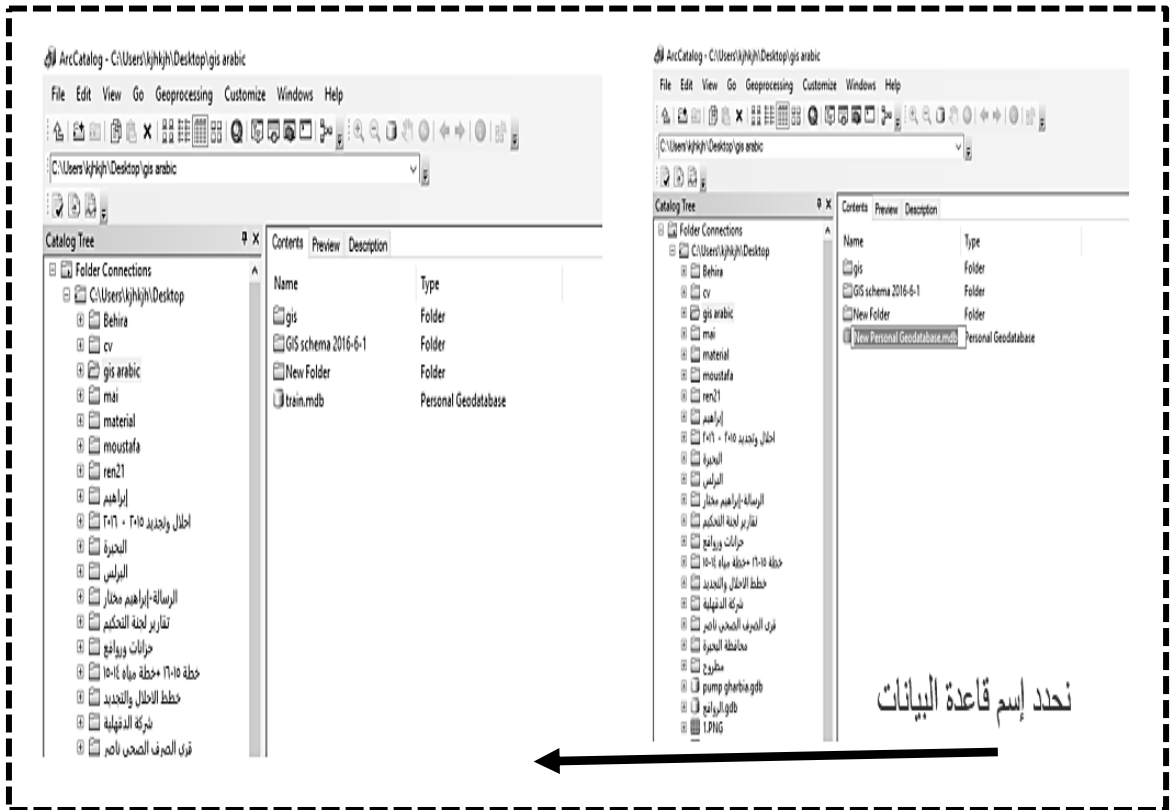 ArcCatalog - C:\Users\kjhkjh\Desktop\gis arabic
File Edit View Go Geoprocessing Customize Windows Help
C:\Users\kjhkjh\Desktop\gis arabic
Catalog Tree
Folder Connections
C:\Users\kjhkjh\Desktop
Behira
cv
gis arabic
mai
material
moustafa
ren21
إبراهيم
احلال وتجديد ٢٠١٥ - ٢٠١٦
البحيرة
البرلس
الرسالة-إبراهيم مختار
تقارير لجنة التحكيم
خزانات وروافع
خطة ١٥-١٦ +خطة مياه ١٤-١٥
خطط الاحلال والتجديد
شركة الدقهلية
قرى الصرف الصحى ناصر
Contents Preview Description
Name Type
gis Folder
GIS schema 2016-6-1 Folder
New Folder Folder
train.mdb Personal Geodatabase
ArcCatalog - C:\Users\kjhkjh\Desktop\gis arabic
File Edit View Go Geoprocessing Customize Windows Help
C:\Users\kjhkjh\Desktop\gis arabic
Catalog Tree
Folder Connections
C:\Users\kjhkjh\Desktop
Behira
cv
gis arabic
mai
material
moustafa
ren21
إبراهيم
احلال وتجديد ٢٠١٥ - ٢٠١٦
البحيرة
البرلس
الرسالة-إبراهيم مختار
تقارير لجنة التحكيم
خزانات وروافع
خطة ١٥-١٦ +خطة مياه ١٤-١٥
خطط الاحلال والتجديد
شركة الدقهلية
قرى الصرف الصحى ناصر
محافظة البحيرة
مطروح
pump gharbia.gdb
الروافع.gdb
1.PNG
Contents Preview Description
Name Type
gis Folder
GIS schema 2016-6-1 Folder
New Folder Folder
New Personal Geodatabase.mdb Personal Geodatabase
نحدد إسم قاعدة البيانات